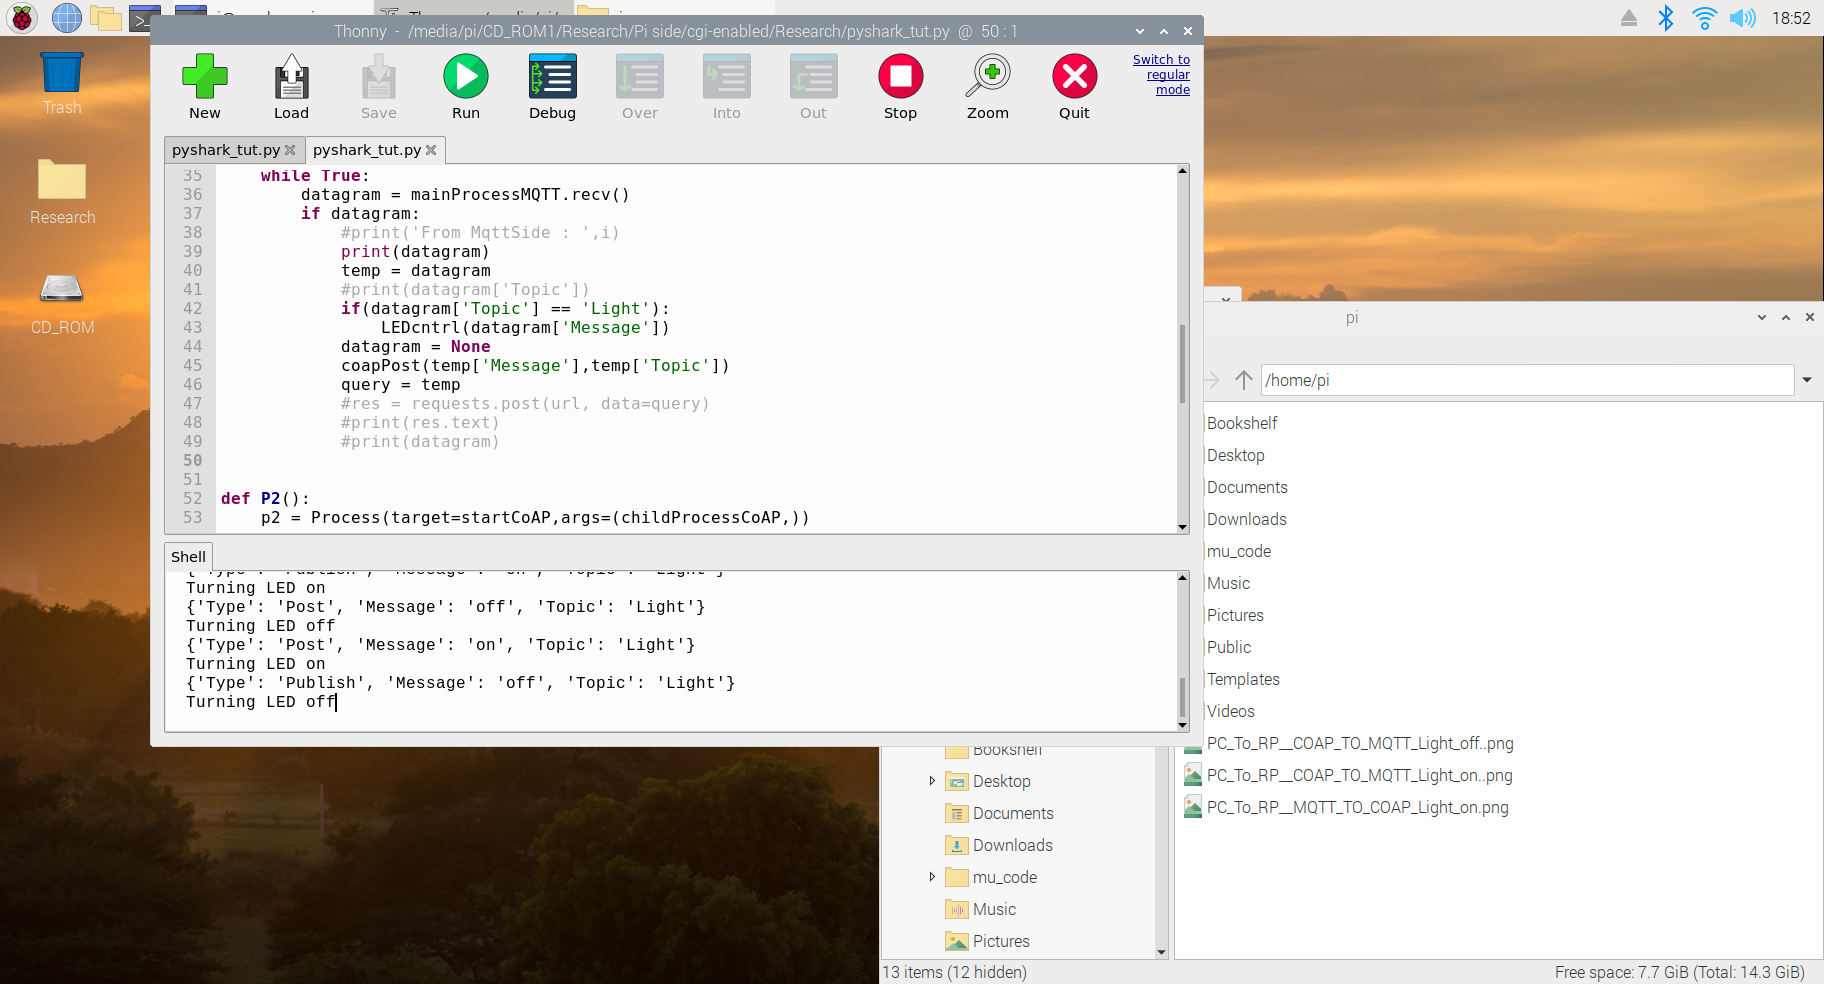 18:52
Thonny - /media/pi/CD_ROM1/Research/Pi side/cgi-enabled/Research/pyshark_tut.py @ 50 : 1
Trash
Research
CD_ROM
New
Load
Save
Run
Debug
Over
Into
Out
Stop
Zoom
Quit
Switch to
regular
mode
pyshark_tut.py
pyshark_tut.py
35 while True:
36 datagram = mainProcessMQTT.recv()
37 if datagram:
38 #print('From MqttSide : ',i)
39 print(datagram)
40 temp = datagram
41 #print(datagram['Topic'])
42 if(datagram['Topic'] == 'Light'):
43 LEDcntrl(datagram['Message'])
44 datagram = None
45 coapPost(temp['Message'],temp['Topic'])
46 query = temp
47 #res = requests.post(url, data=query)
48 #print(res.text)
49 #print(datagram)
50
51
52 def P2():
53 p2 = Process(target=startCoAP,args=(childProcessCoAP,))
Shell
Turning LED on
{'Type': 'Post', 'Message': 'off', 'Topic': 'Light'}
Turning LED off
{'Type': 'Post', 'Message': 'on', 'Topic': 'Light'}
Turning LED on
{'Type': 'Publish', 'Message': 'off', 'Topic': 'Light'}
Turning LED off
pi
/home/pi
Bookshelf
Desktop
Documents
Downloads
mu_code
Music
Pictures
Public
Templates
Videos
PC_To_RP__COAP_TO_MQTT_Light_off..png
PC_To_RP__COAP_TO_MQTT_Light_on..png
PC_To_RP__MQTT_TO_COAP_Light_on.png
Bookshelf
Desktop
Documents
Downloads
mu_code
Music
Pictures
13 items (12 hidden)
Free space: 7.7 GiB (Total: 14.3 GiB)